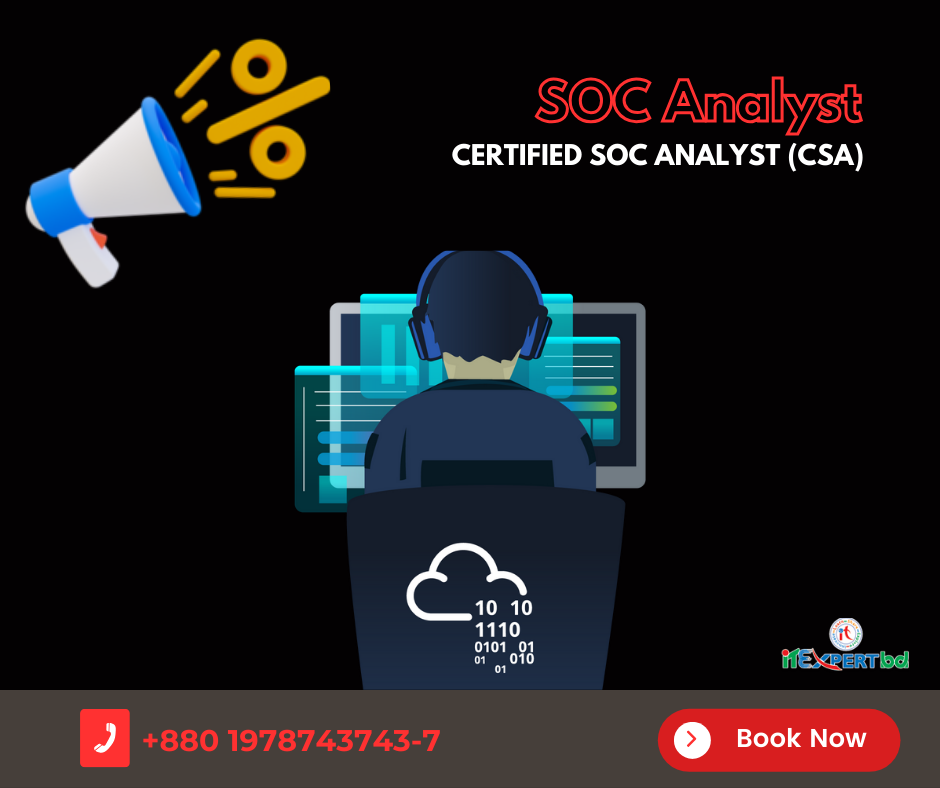 SOC Analyst
CERTIFIED SOC ANALYST (CSA)
10 10
1110
0101 01
01 010
01
iTEXPERTbd
+880 1978743743-7
Book Now